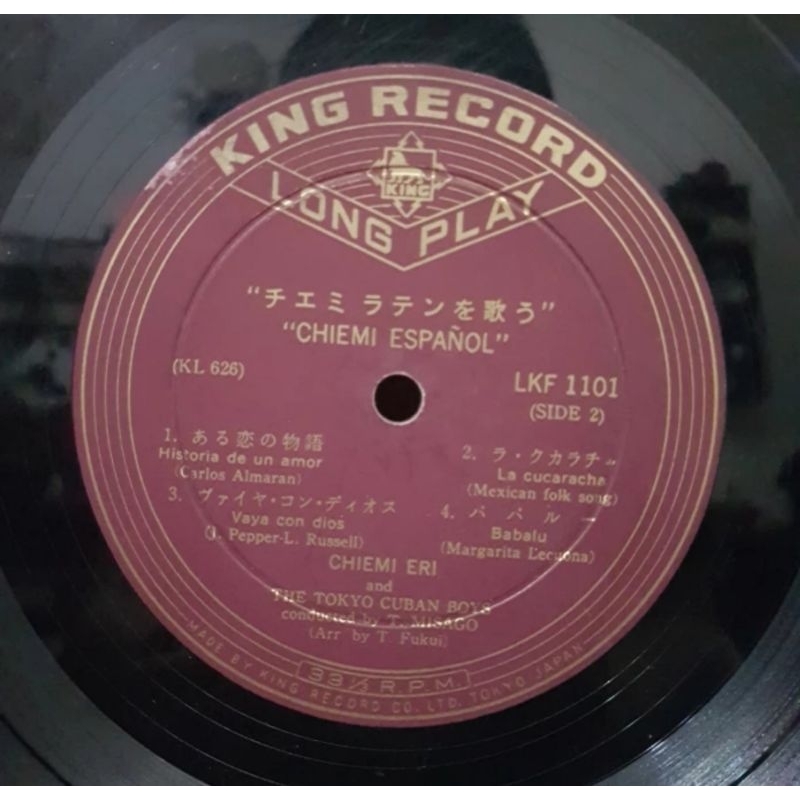 KING RECORD
KING
LONG PLAY
"チエミ ラテンを歌う"
"CHIEMI ESPAÑOL"
(KL 626)
LKF 1101
(SIDE 2)
1. ある恋の物語
Historia de un amor
(Carlos Almaran)
2. ラ・クカラチャ
La cucaracha
(Mexican folk song)
3. ヴァイヤ・コン・ディオス
Vaya con dios
(I. Pepper-L. Russell)
4. ババルー
Babalu
(Margarita Lecuona)
CHIEMI ERI
and
THE TOKYO CUBAN BOYS
conducted by T. MISAGO
(Arr by T Fukui)
33⅓ R.P.M.
MADE BY KING RECORD CO., LTD. TOKYO JAPAN